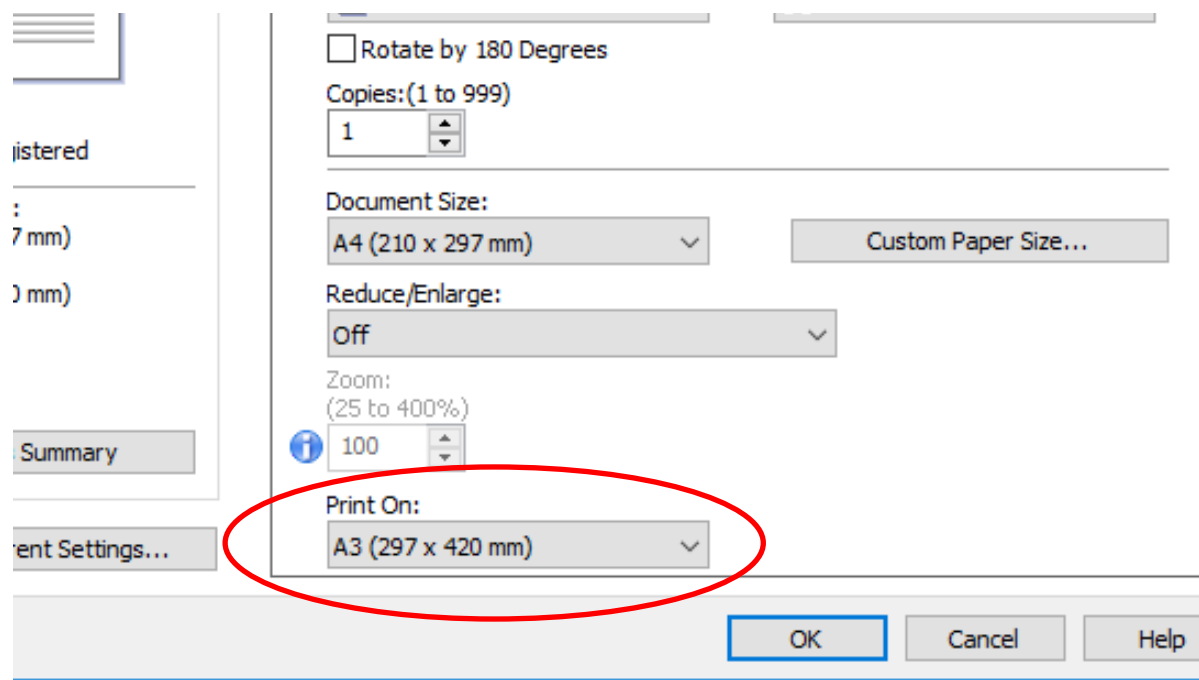 Rotate by 180 Degrees
Copies:(1 to 999)
1
Document Size:
A4 (210 x 297 mm)
Custom Paper Size...
Reduce/Enlarge:
Off
Zoom:
(25 to 400%)
100
Print On:
A3 (297 x 420 mm)
istered
:
7 mm)
0 mm)
Summary
rent Settings...
OK
Cancel
Help